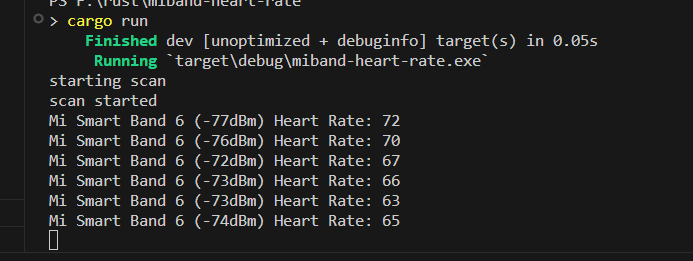 PS F:\rust\miband-heart-rate
> cargo run
Finished dev [unoptimized + debuginfo] target(s) in 0.05s
Running `target\debug\miband-heart-rate.exe`
starting scan
scan started
Mi Smart Band 6 (-77dBm) Heart Rate: 72
Mi Smart Band 6 (-76dBm) Heart Rate: 70
Mi Smart Band 6 (-72dBm) Heart Rate: 67
Mi Smart Band 6 (-73dBm) Heart Rate: 66
Mi Smart Band 6 (-73dBm) Heart Rate: 63
Mi Smart Band 6 (-74dBm) Heart Rate: 65